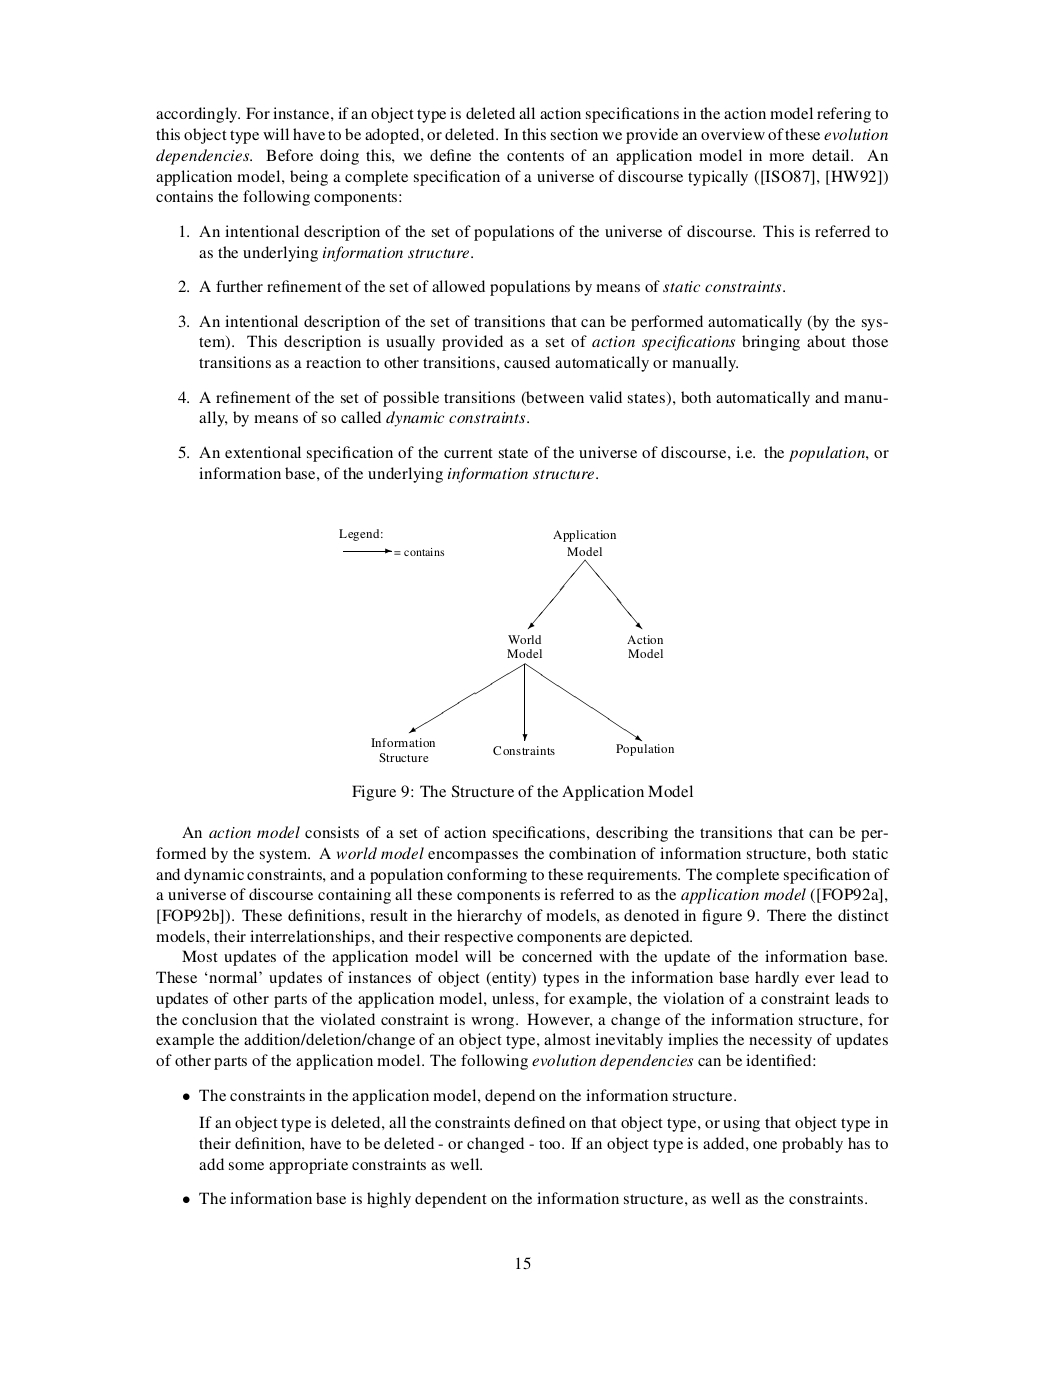 accordingly. For instance, if an object type is deleted all action specifications in the action model refering to
this object type will have to be adopted, or deleted. In this section we provide an overview of these evolution
dependencies. Before doing this, we define the contents of an application model in more detail. An
application model, being a complete specification of a universe of discourse typically ([ISO87], [HW92])
contains the following components:
1. An intentional description of the set of populations of the universe of discourse. This is referred to
as the underlying information structure.
2. A further refinement of the set of allowed populations by means of static constraints.
3. An intentional description of the set of transitions that can be performed automatically (by the sys-
tem). This description is usually provided as a set of action specifications bringing about those
transitions as a reaction to other transitions, caused automatically or manually.
4. A refinement of the set of possible transitions (between valid states), both automatically and manu-
ally, by means of so called dynamic constraints.
5. An extentional specification of the current state of the universe of discourse, i.e. the population, or
information base, of the underlying information structure.
Legend:
= contains
Application
Model
World
Model
Action
Model
Information
Structure
Constraints
Population
Figure 9: The Structure of the Application Model
An action model consists of a set of action specifications, describing the transitions that can be per-
formed by the system. A world model encompasses the combination of information structure, both static
and dynamic constraints, and a population conforming to these requirements. The complete specification of
a universe of discourse containing all these components is referred to as the application model ([FOP92a],
[FOP92b]). These definitions, result in the hierarchy of models, as denoted in figure 9. There the distinct
models, their interrelationships, and their respective components are depicted.
Most updates of the application model will be concerned with the update of the information base.
These ‘normal’ updates of instances of object (entity) types in the information base hardly ever lead to
updates of other parts of the application model, unless, for example, the violation of a constraint leads to
the conclusion that the violated constraint is wrong. However, a change of the information structure, for
example the addition/deletion/change of an object type, almost inevitably implies the necessity of updates
of other parts of the application model. The following evolution dependencies can be identified:
• The constraints in the application model, depend on the information structure.
If an object type is deleted, all the constraints defined on that object type, or using that object type in
their definition, have to be deleted - or changed - too. If an object type is added, one probably has to
add some appropriate constraints as well.
• The information base is highly dependent on the information structure, as well as the constraints.
15